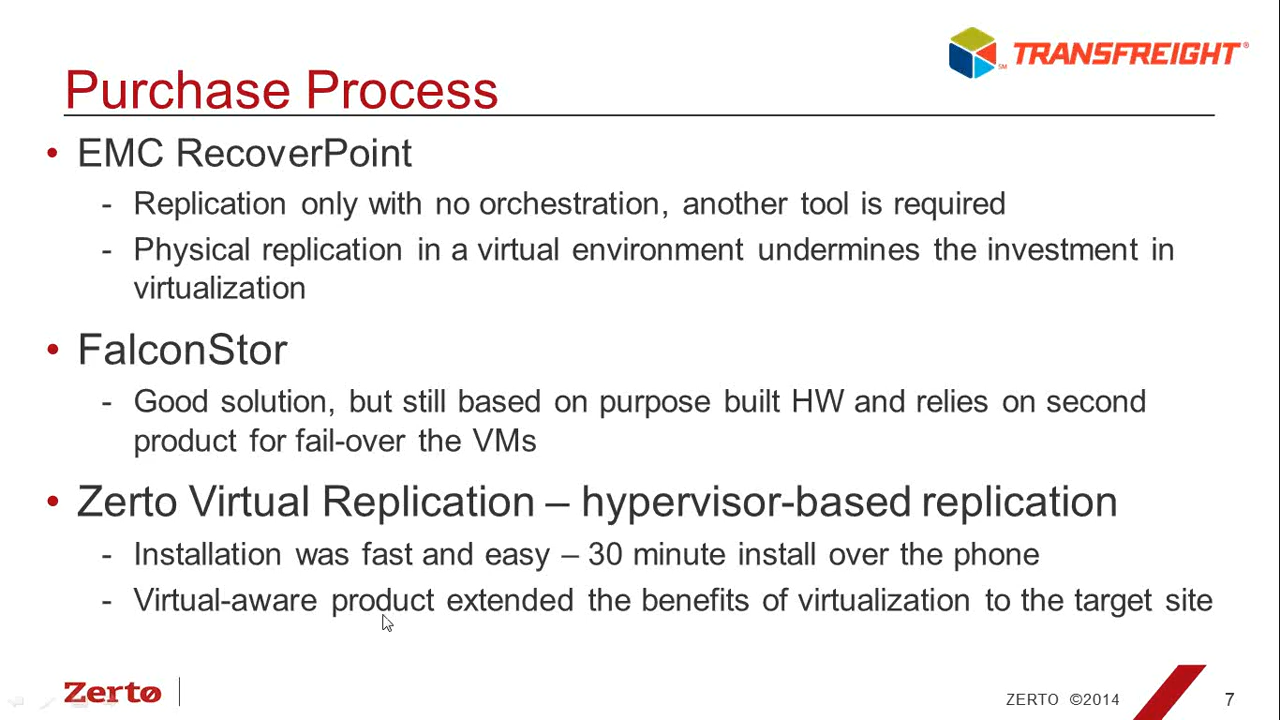 TRANSFREIGHT®
SM
Purchase Process
• EMC RecoverPoint
- Replication only with no orchestration, another tool is required
- Physical replication in a virtual environment undermines the investment in
virtualization
• FalconStor
- Good solution, but still based on purpose built HW and relies on second
product for fail-over the VMs
• Zerto Virtual Replication – hypervisor-based replication
- Installation was fast and easy – 30 minute install over the phone
- Virtual-aware product extended the benefits of virtualization to the target site
Zerto
ZERTO ©2014
7